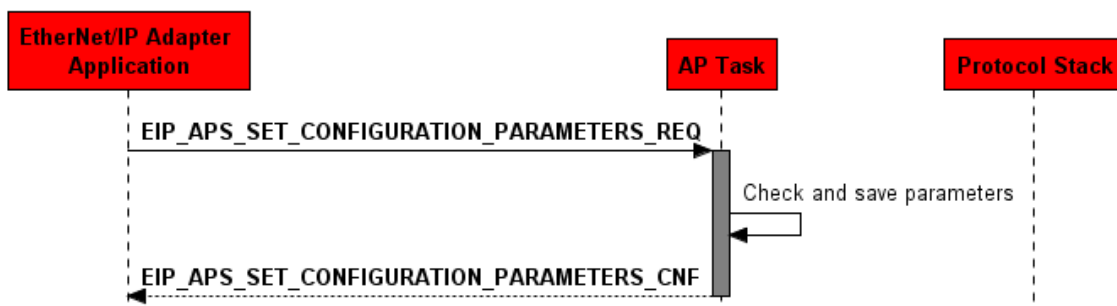 EtherNet/IP Adapter
Application
AP Task
Protocol Stack
EIP_APS_SET_CONFIGURATION_PARAMETERS_REQ
Check and save parameters
EIP_APS_SET_CONFIGURATION_PARAMETERS_CNF